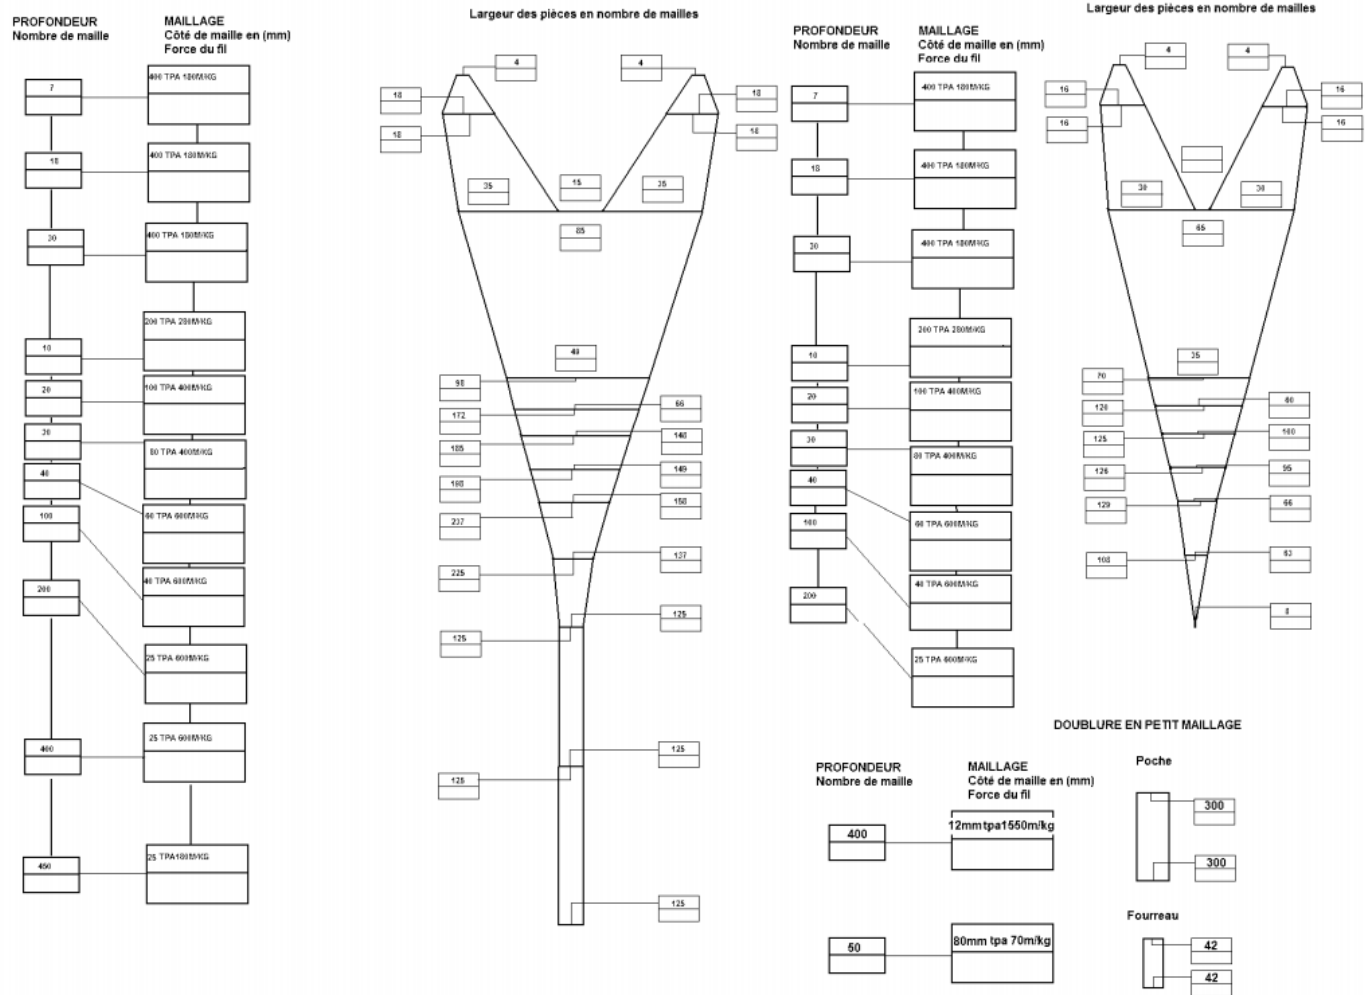 PROFONDEUR
Nombre de maille
MAILLAGE
Côté de maille en (mm)
Force du fil
7
400 TPA 180M/KG
18
400 TPA 180M/KG
30
400 TPA 180M/KG
200 TPA 280M/KG
10
100 TPA 400M/KG
20
80 TPA 400M/KG
40
60 TPA 600M/KG
100
40 TPA 600M/KG
200
25 TPA 600M/KG
400
25 TPA 600M/KG
450
25 TPA180M/KG
Largeur des pièces en nombre de mailles
4
4
18
18
18
18
35
15
35
85
49
98
66
172
148
185
149
198
158
237
137
225
125
125
125
125
125
PROFONDEUR
Nombre de maille
MAILLAGE
Côté de maille en (mm)
Force du fil
7
400 TPA 180M/KG
18
400 TPA 180M/KG
30
400 TPA 180M/KG
200 TPA 280M/KG
10
100 TPA 400M/KG
20
30
80 TPA 400M/KG
40
60 TPA 600M/KG
100
40 TPA 600M/KG
200
25 TPA 600M/KG
Largeur des pièces en nombre de mailles
4
4
16
16
16
16
30
30
65
35
70
120
100
125
95
126
66
129
63
108
8
DOUBLURE EN PETIT MAILLAGE
PROFONDEUR
Nombre de maille
MAILLAGE
Côté de maille en (mm)
Force du fil
Poche
400
12mmtpa1550m/kg
300
300
Fourreau
50
80mm tpa 70m/kg
42
42